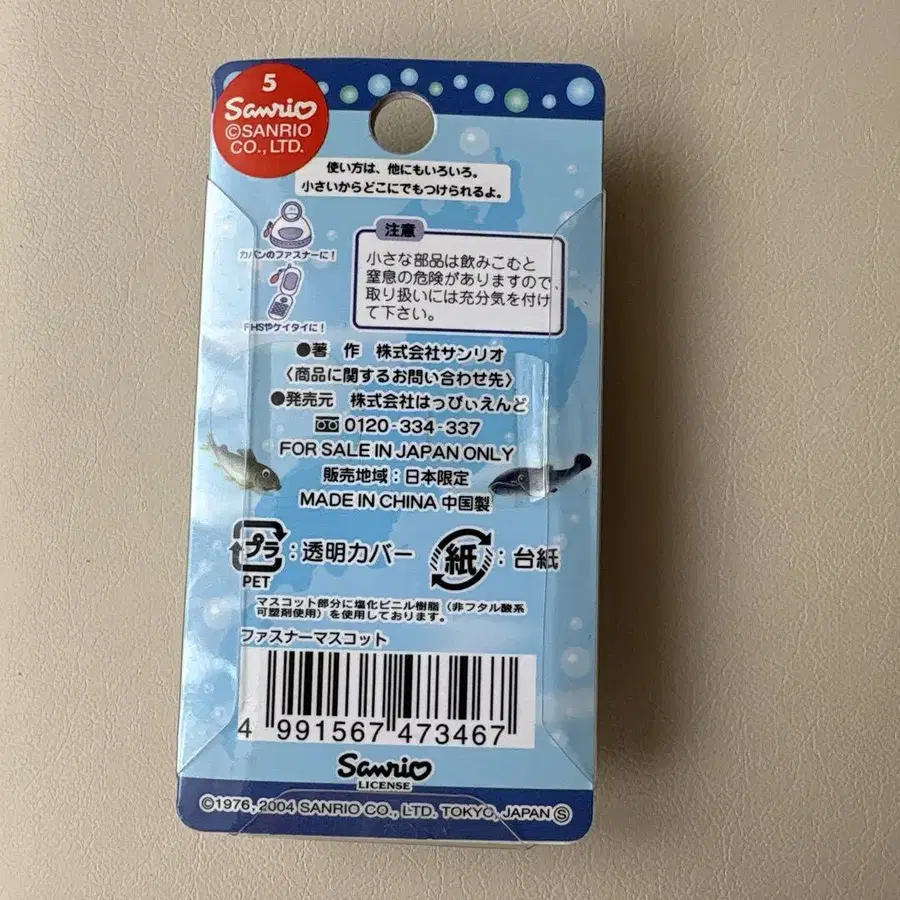 5
Sanrio
©SANRIO
CO., LTD.
使い方は、他にもいろいろ。
小さいからどこにでもつけられるよ。
カバンのファスナーに!
PHSやケイタイに!
注意
小さな部品は飲みこむと
窒息の危険がありますので、
取り扱いには充分気を付け
て下さい。
●著 作 株式会社サンリオ
〈商品に関するお問い合わせ先〉
●発売元 株式会社はっぴぃえんど
0120-334-337
FOR SALE IN JAPAN ONLY
販売地域:日本限定
MADE IN CHINA 中国製
プラ:透明カバー
PET
紙:台紙
マスコット部分に塩化ビニル樹脂(非フタル酸系
可塑剤使用)を使用しております。
ファスナーマスコット
4 991567 473467
Sanrio
LICENSE
©1976, 2004 SANRIO CO., LTD. TOKYO, JAPAN Ⓢ